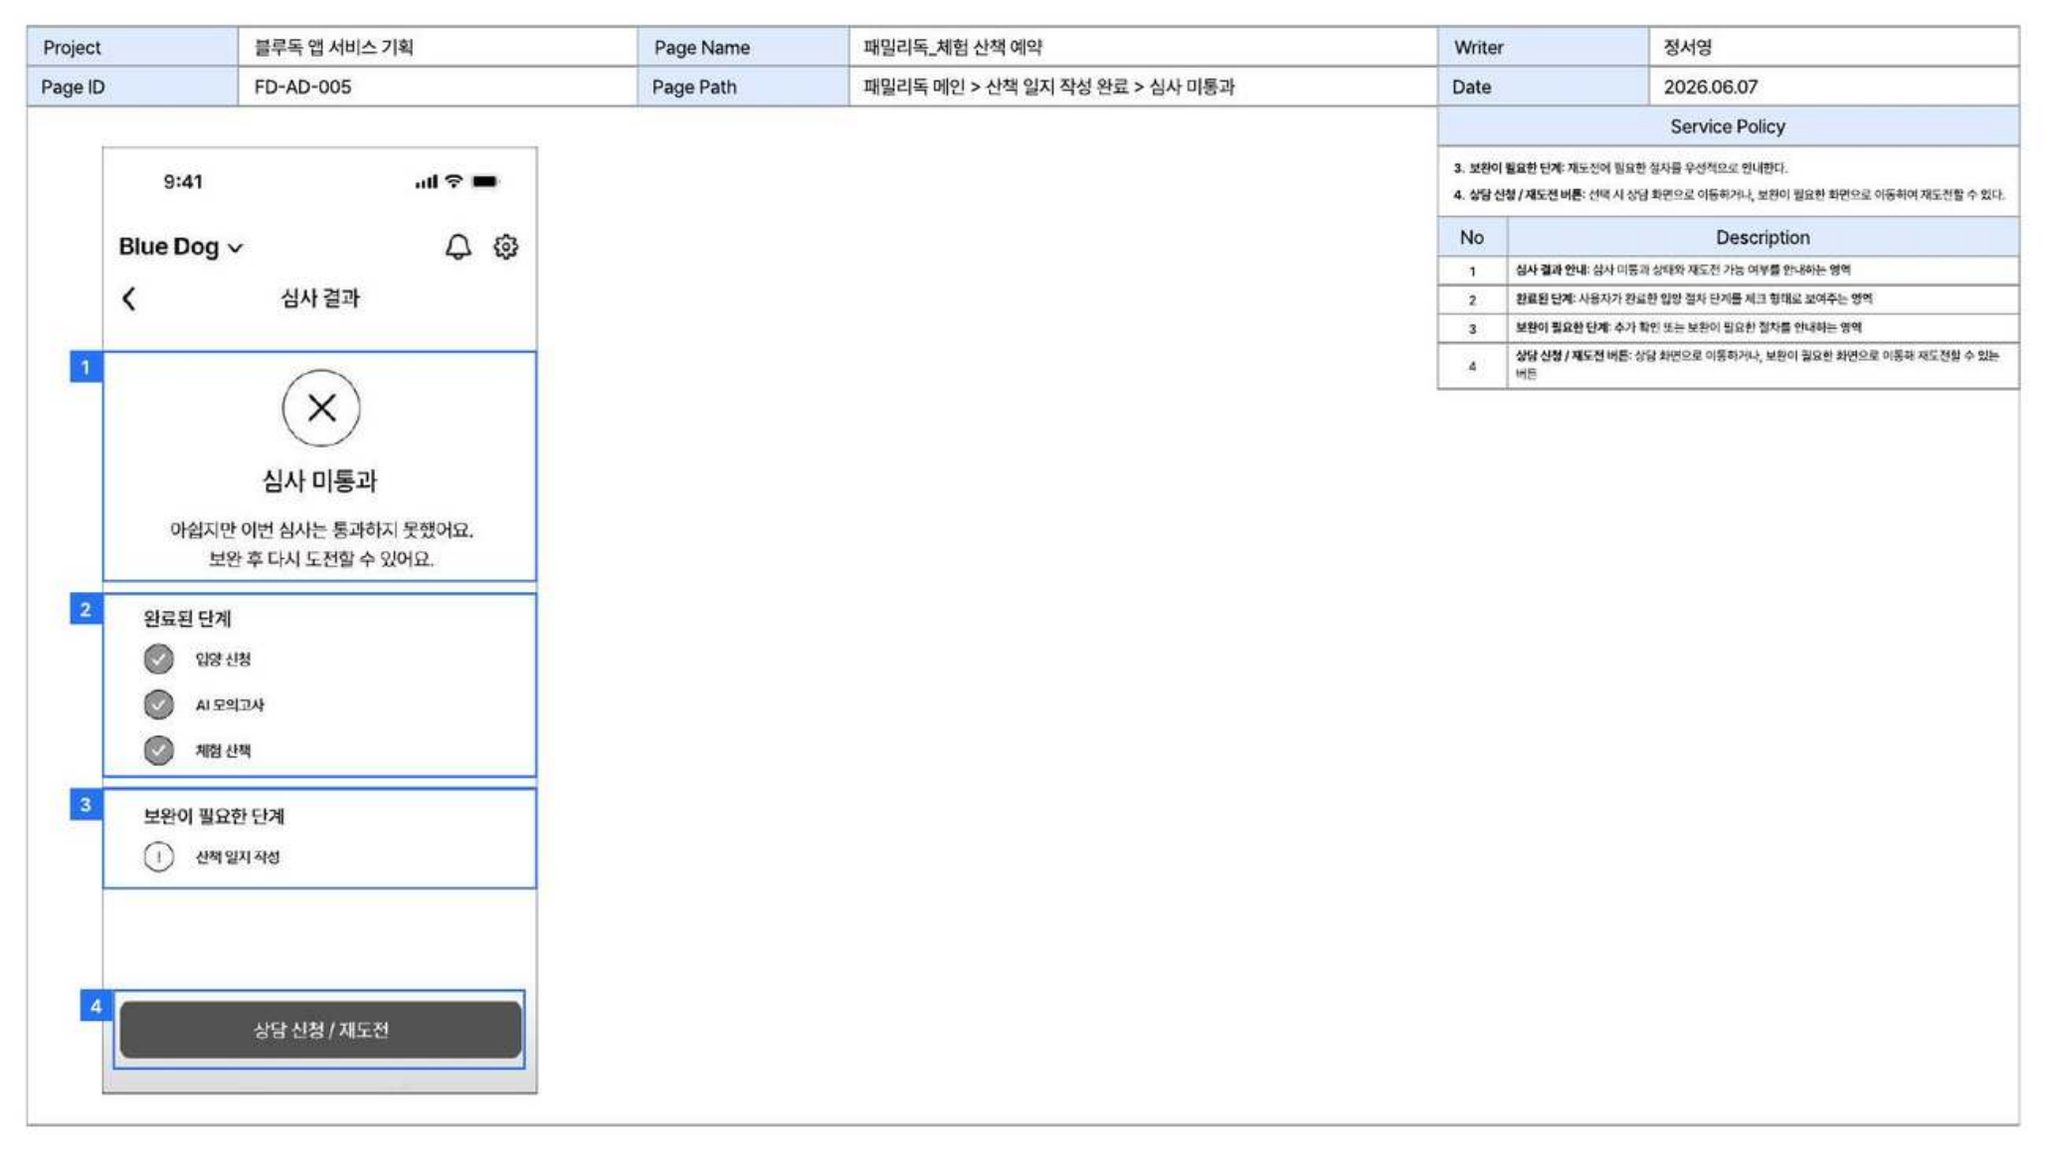 Project 블루독 앱 서비스 기획 Page Name 패밀리독_체험 산책 예약 Writer 정서영
Page ID FD-AD-005 Page Path 패밀리독 메인 > 산책 일지 작성 완료 > 심사 미통과 Date 2026.06.07
9:41
Blue Dog
심사 결과
1
심사 미통과
아쉽지만 이번 심사는 통과하지 못했어요.
보완 후 다시 도전할 수 있어요.
2
완료된 단계
입양 신청
AI 모의고사
체험 산책
3
보완이 필요한 단계
!
산책 일지 작성
4
상담 신청 / 재도전
Service Policy
3. 보완이 필요한 단계: 재도전에 필요한 절차를 우선적으로 안내한다.
4. 상담 신청 / 재도전 버튼: 선택 시 상담 화면으로 이동하거나, 보완이 필요한 화면으로 이동하여 재도전할 수 있다.
No Description
1 심사 결과 안내: 심사 미통과 상태와 재도전 가능 여부를 안내하는 영역
2 완료된 단계: 사용자가 완료한 입양 절차 단계를 체크 형태로 보여주는 영역
3 보완이 필요한 단계: 추가 확인 또는 보완이 필요한 절차를 안내하는 영역
4 상담 신청 / 재도전 버튼: 상담 화면으로 이동하거나, 보완이 필요한 화면으로 이동해 재도전할 수 있는
버튼